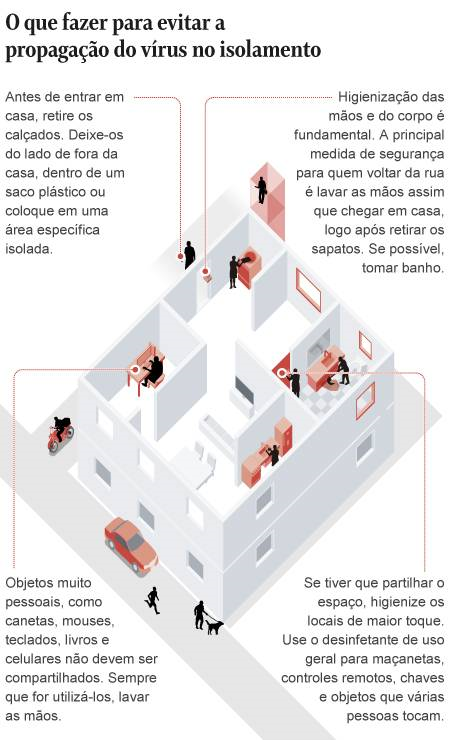 O que fazer para evitar a
propagação do vírus no isolamento
Antes de entrar em
casa, retire os
calçados. Deixe-os
do lado de fora da
casa, dentro de um
saco plástico ou
coloque em uma
área específica
isolada.
Higienização das
mãos e do corpo é
fundamental. A principal
medida de segurança
para quem voltar da rua
é lavar as mãos assim
que chegar em casa,
logo após retirar os
sapatos. Se possível,
tomar banho.
Objetos muito
pessoais, como
canetas, mouses,
teclados, livros e
celulares não devem ser
compartilhados. Sempre
que for utilizá-los, lavar
as mãos.
Se tiver que partilhar o
espaço, higienize os
locais de maior toque.
Use o desinfetante de uso
geral para maçanetas,
controles remotos, chaves
e objetos que várias
pessoas tocam.